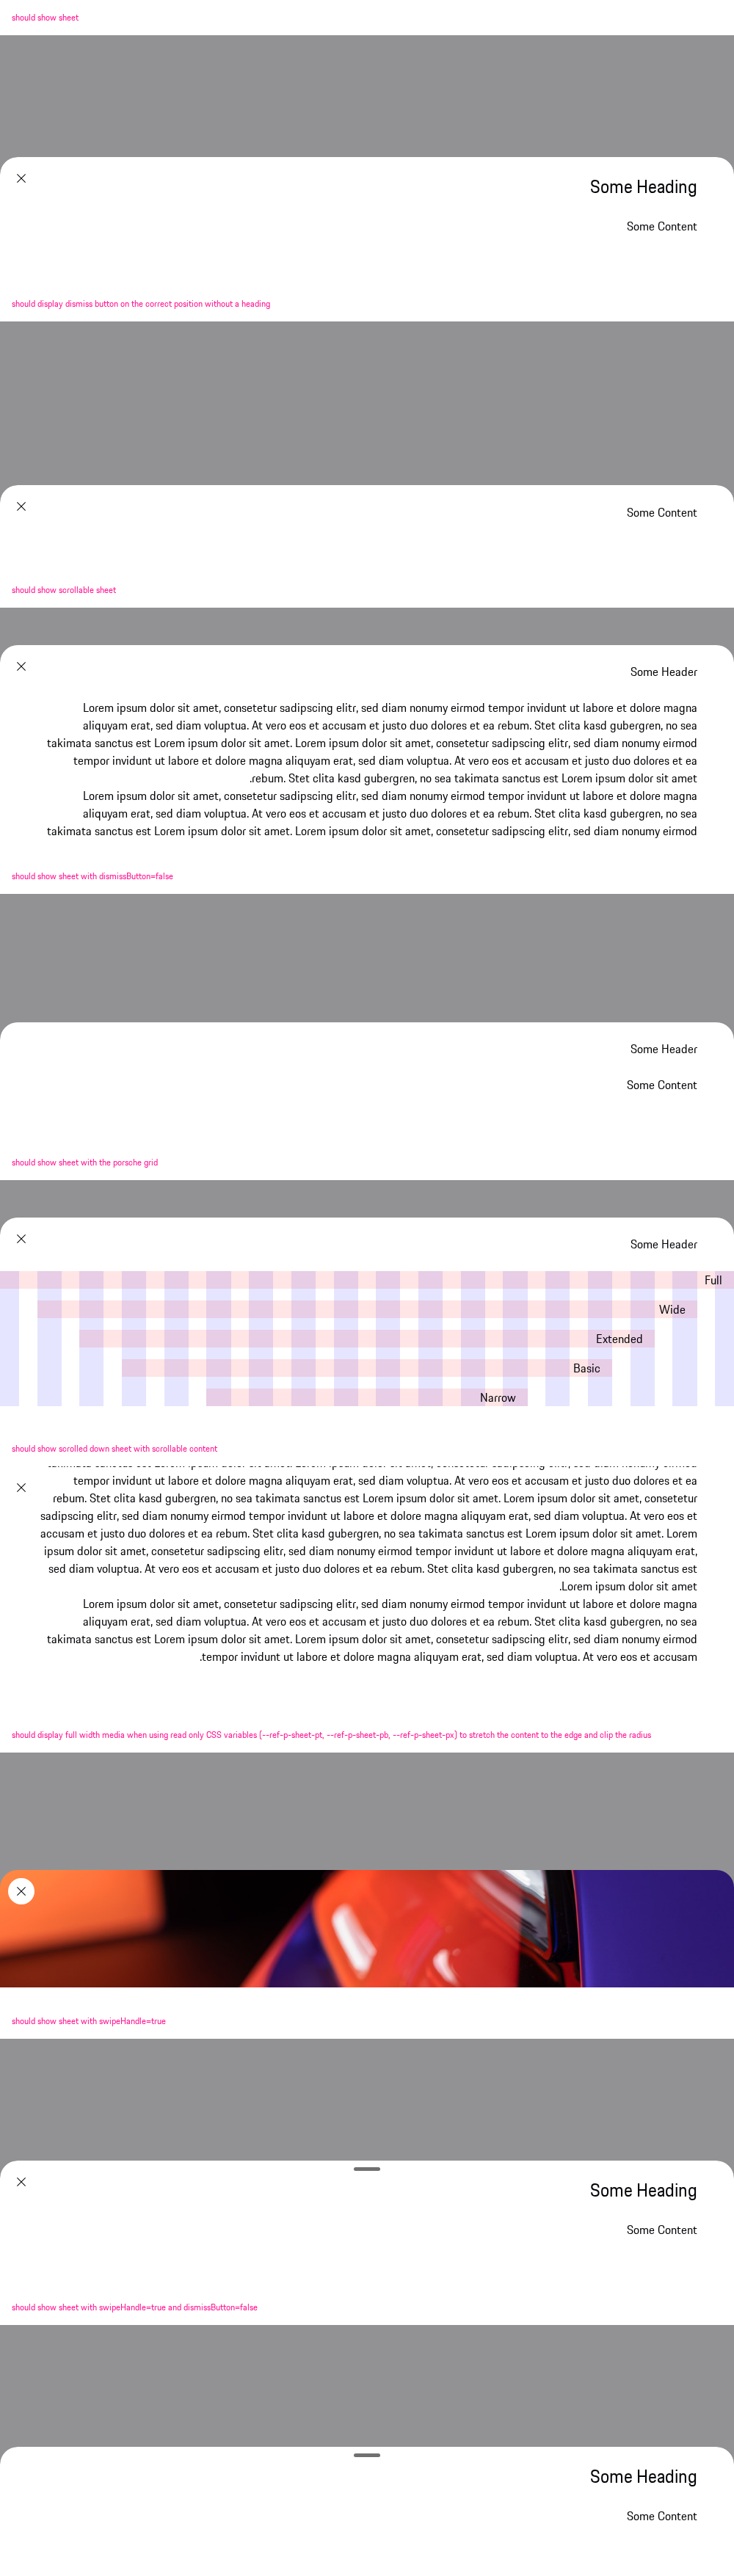 should show sheet
Some Heading
Some Content
should display dismiss button on the correct position without a heading
Some Content
should show scrollable sheet
Some Header
Lorem ipsum dolor sit amet, consetetur sadipscing elitr, sed diam nonumy eirmod tempor invidunt ut labore et dolore magna
aliquyam erat, sed diam voluptua. At vero eos et accusam et justo duo dolores et ea rebum. Stet clita kasd gubergren, no sea
takimata sanctus est Lorem ipsum dolor sit amet. Lorem ipsum dolor sit amet, consetetur sadipscing elitr, sed diam nonumy eirmod
tempor invidunt ut labore et dolore magna aliquyam erat, sed diam voluptua. At vero eos et accusam et justo duo dolores et ea
.rebum. Stet clita kasd gubergren, no sea takimata sanctus est Lorem ipsum dolor sit amet
Lorem ipsum dolor sit amet, consetetur sadipscing elitr, sed diam nonumy eirmod tempor invidunt ut labore et dolore magna
aliquyam erat, sed diam voluptua. At vero eos et accusam et justo duo dolores et ea rebum. Stet clita kasd gubergren, no sea
takimata sanctus est Lorem ipsum dolor sit amet. Lorem ipsum dolor sit amet, consetetur sadipscing elitr, sed diam nonumy eirmod
should show sheet with dismissButton=false
Some Header
Some Content
should show sheet with the porsche grid
Some Header
Full
Wide
Extended
Basic
Narrow
should show scrolled down sheet with scrollable content
tempor invidunt ut labore et dolore magna aliquyam erat, sed diam voluptua. At vero eos et accusam et justo duo dolores et ea
rebum. Stet clita kasd gubergren, no sea takimata sanctus est Lorem ipsum dolor sit amet. Lorem ipsum dolor sit amet, consetetur
sadipscing elitr, sed diam nonumy eirmod tempor invidunt ut labore et dolore magna aliquyam erat, sed diam voluptua. At vero eos et
accusam et justo duo dolores et ea rebum. Stet clita kasd gubergren, no sea takimata sanctus est Lorem ipsum dolor sit amet. Lorem
ipsum dolor sit amet, consetetur sadipscing elitr, sed diam nonumy eirmod tempor invidunt ut labore et dolore magna aliquyam erat,
sed diam voluptua. At vero eos et accusam et justo duo dolores et ea rebum. Stet clita kasd gubergren, no sea takimata sanctus est
.Lorem ipsum dolor sit amet
Lorem ipsum dolor sit amet, consetetur sadipscing elitr, sed diam nonumy eirmod tempor invidunt ut labore et dolore magna
aliquyam erat, sed diam voluptua. At vero eos et accusam et justo duo dolores et ea rebum. Stet clita kasd gubergren, no sea
takimata sanctus est Lorem ipsum dolor sit amet. Lorem ipsum dolor sit amet, consetetur sadipscing elitr, sed diam nonumy eirmod
.tempor invidunt ut labore et dolore magna aliquyam erat, sed diam voluptua. At vero eos et accusam
should display full width media when using read only CSS variables (--ref-p-sheet-pt, --ref-p-sheet-pb, --ref-p-sheet-px) to stretch the content to the edge and clip the radius
should show sheet with swipeHandle=true
Some Heading
Some Content
should show sheet with swipeHandle=true and dismissButton=false
Some Heading
Some Content